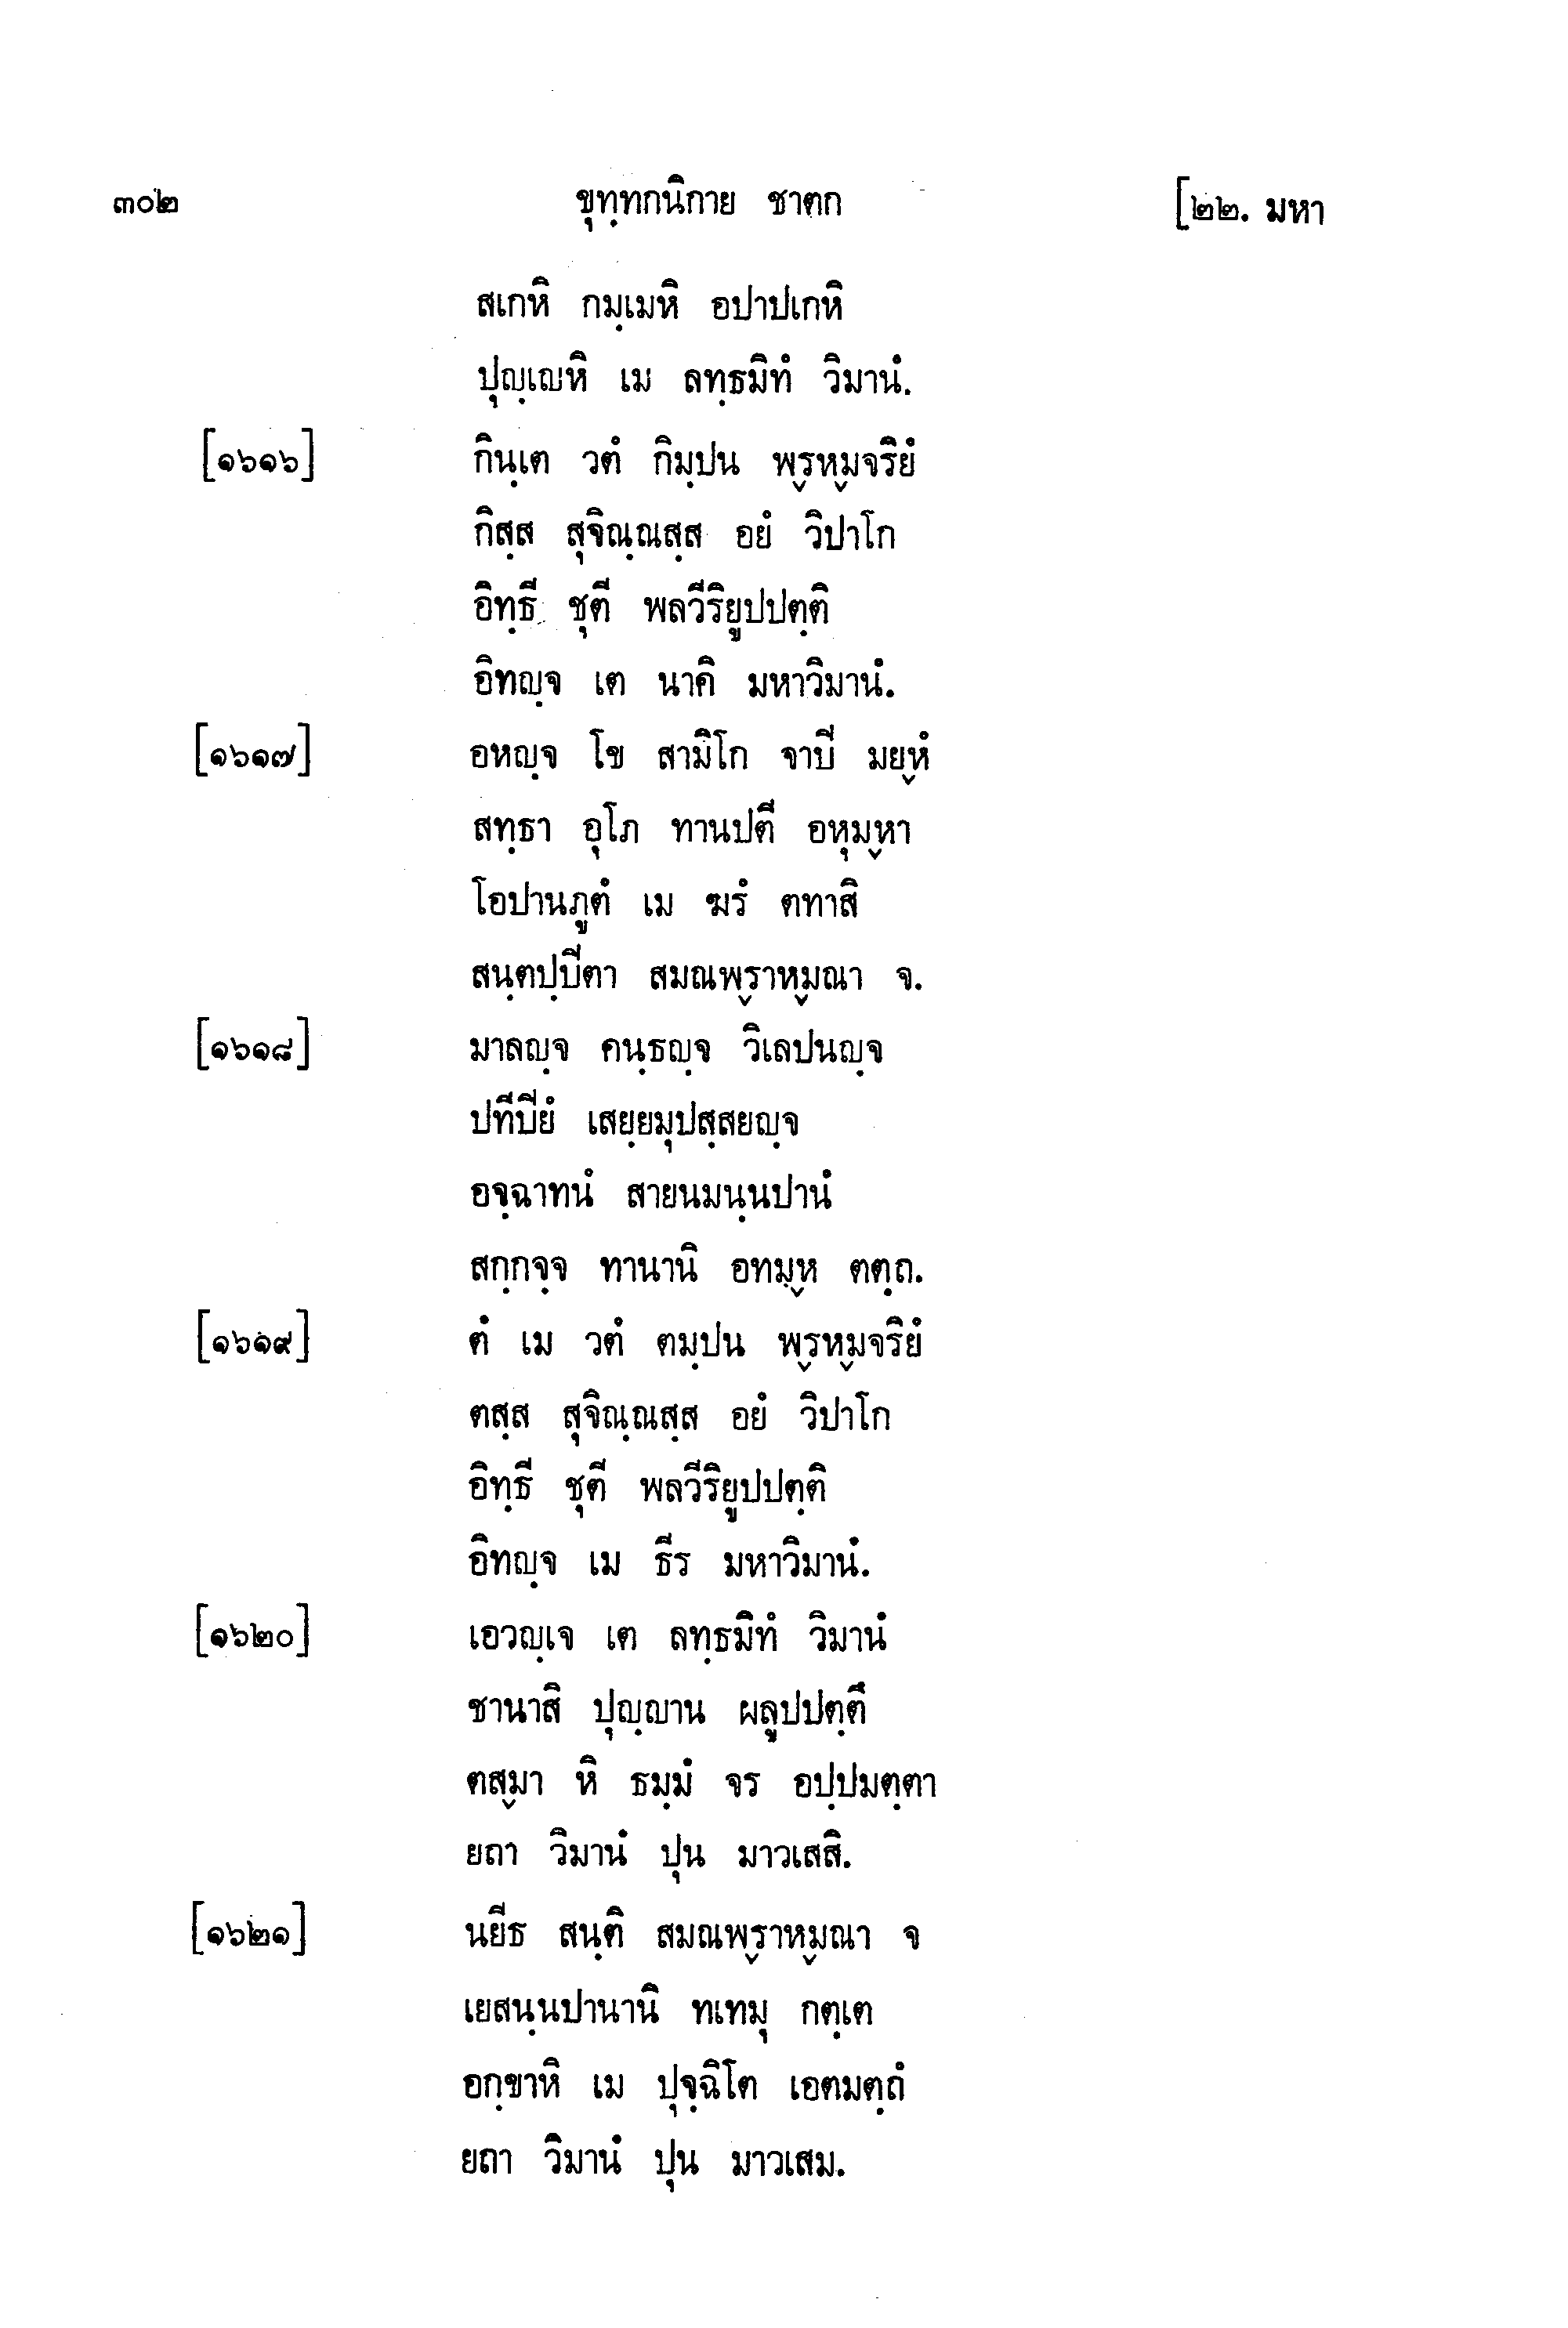 ๓๐๒ ขุทฺทกนิกาย ชาตก [๒๒. มหา
สเกหิ กมฺเมหิ อปาปเกหิ
ปุญฺเญหิ เม ลทฺธมิทํ วิมานํ.
[๑๖๑๖] กินฺเต วตํ กิมฺปน พฺรหฺมจริยํ
กิสฺส สุจิณฺณสฺส อยํ วิปาโก
อิทฺธี ชุตี พลวีริยูปปตฺติ
อิทญฺจ เต นาคิ มหาวิมานํ.
[๑๖๑๗] อหญฺจ โข สามิโก จาปี มยฺหํ
สทฺธา อุโภ ทานปตี อหุมฺหา
โอปานภูตํ เม ฆรํ ตทาสิ
สนฺตปฺปีตา สมณพฺราหฺมณา จ.
[๑๖๑๘] มาลญฺจ คนฺธญฺจ วิเลปนญฺจ
ปทีปียํ เสยฺยมุปสฺสยญฺจ
อจฺฉาทนํ สายนมนฺนปานํ
สกฺกจฺจ ทานานิ อทมฺห ตตฺถ.
[๑๖๑๙] ตํ เม วตํ ตมฺปน พฺรหฺมจริยํ
ตสฺส สุจิณฺณสฺส อยํ วิปาโก
อิทฺธี ชุตี พลวีริยูปปตฺติ
อิทญฺจ เม ธีร มหาวิมานํ.
[๑๖๒๐] เอวญฺเจ เต ลทฺธมิทํ วิมานํ
ชานาสิ ปุญฺญาน ผลูปปตฺตึ
ตสฺมา หิ ธมฺมํ จร อปฺปมตฺตา
ยถา วิมานํ ปุน มาวเสสิ.
[๑๖๒๑] นยีธ สนฺติ สมณพฺราหฺมณา จ
เยสนฺนปานานิ ทเทมุ กตฺเต
อกฺขาหิ เม ปุจฺฉิโต เอตมตฺถํ
ยถา วิมานํ ปุน มาวเสม.